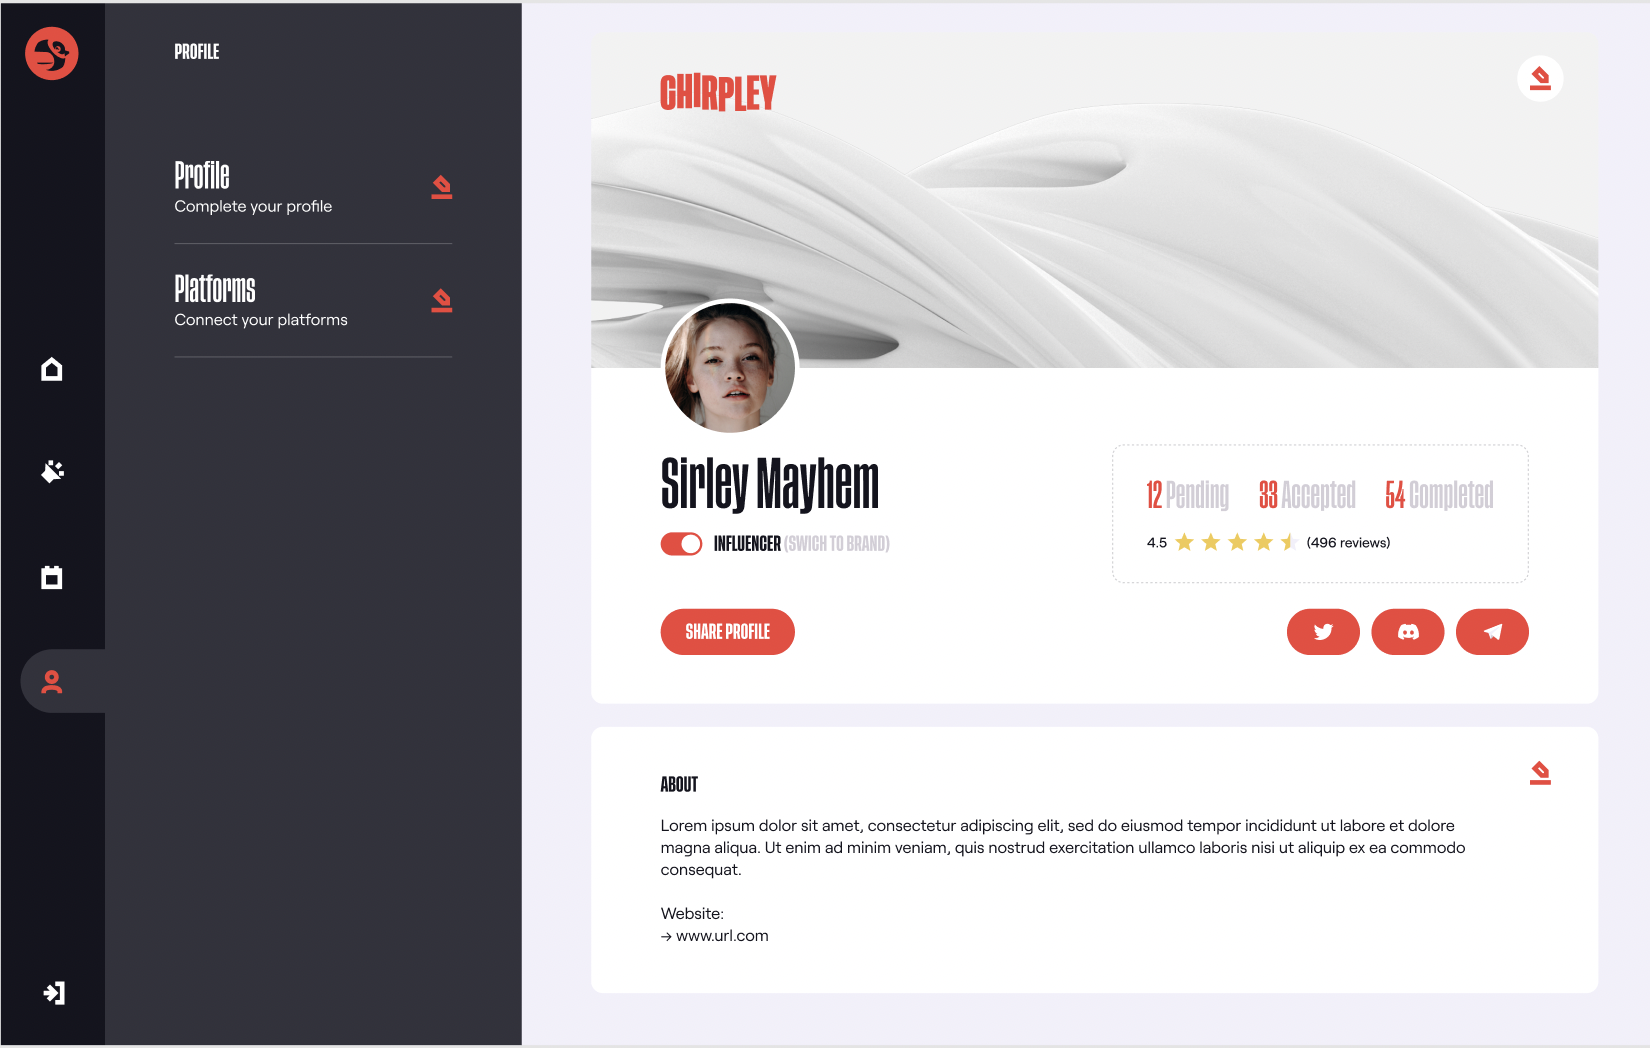 PROFILE
Profile
Complete your profile
Platforms
Connect your platforms
CHIRPLEY
Sirley Mayhem
INFLUENCER (SWICH TO BRAND)
12 Pending 33 Accepted 54 Completed
4.5 (496 reviews)
SHARE PROFILE
ABOUT
Lorem ipsum dolor sit amet, consectetur adipiscing elit, sed do eiusmod tempor incididunt ut labore et dolore
magna aliqua. Ut enim ad minim veniam, quis nostrud exercitation ullamco laboris nisi ut aliquip ex ea commodo
consequat.
Website:
→ www.url.com